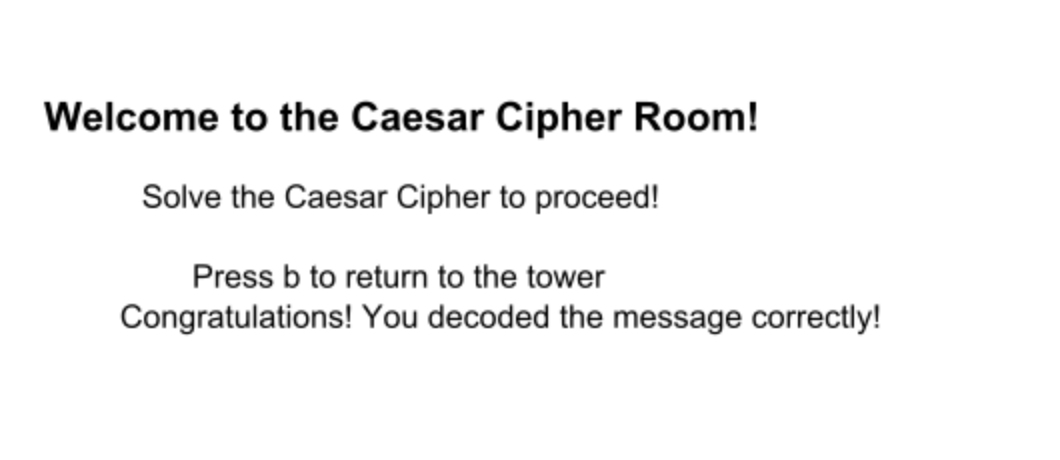 Welcome to the Caesar Cipher Room!
Solve the Caesar Cipher to proceed!
Press b to return to the tower
Congratulations! You decoded the message correctly!